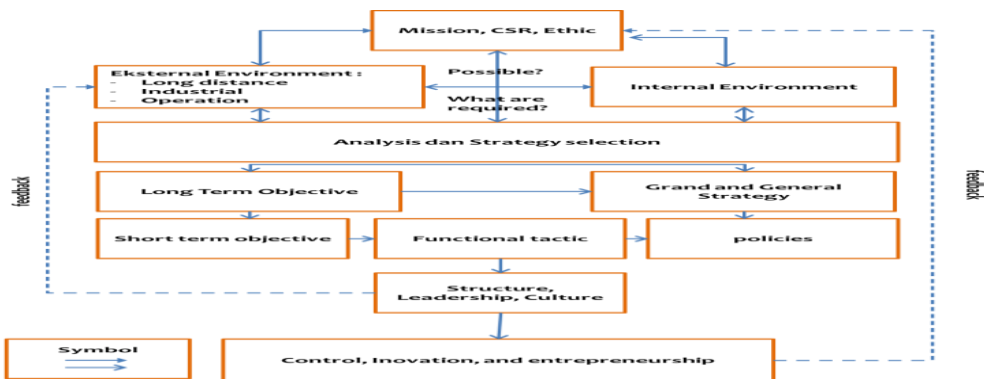 Mission, CSR, Ethic
Eksternal Environment :
- Long distance
- Industrial
- Operation
Possible?
What are
required?
Internal Environment
Analysis dan Strategy selection
feedback
feedback
Long Term Objective
Grand and General
Strategy
Short term objective
Functional tactic
policies
Structure,
Leadership, Culture
Symbol
Control, Inovation, and entrepreneurship